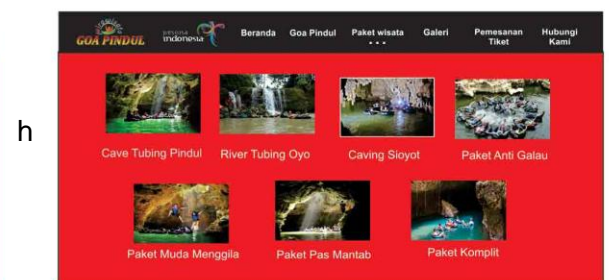 h
GOA PINDUL
pesona
indonesia
Beranda Goa Pindul Paket wisata Galeri Pemesanan Tiket Hubungi Kami
Cave Tubing Pindul River Tubing Oyo Caving Sioyot Paket Anti Galau
Paket Muda Menggila Paket Pas Mantab Paket Komplit